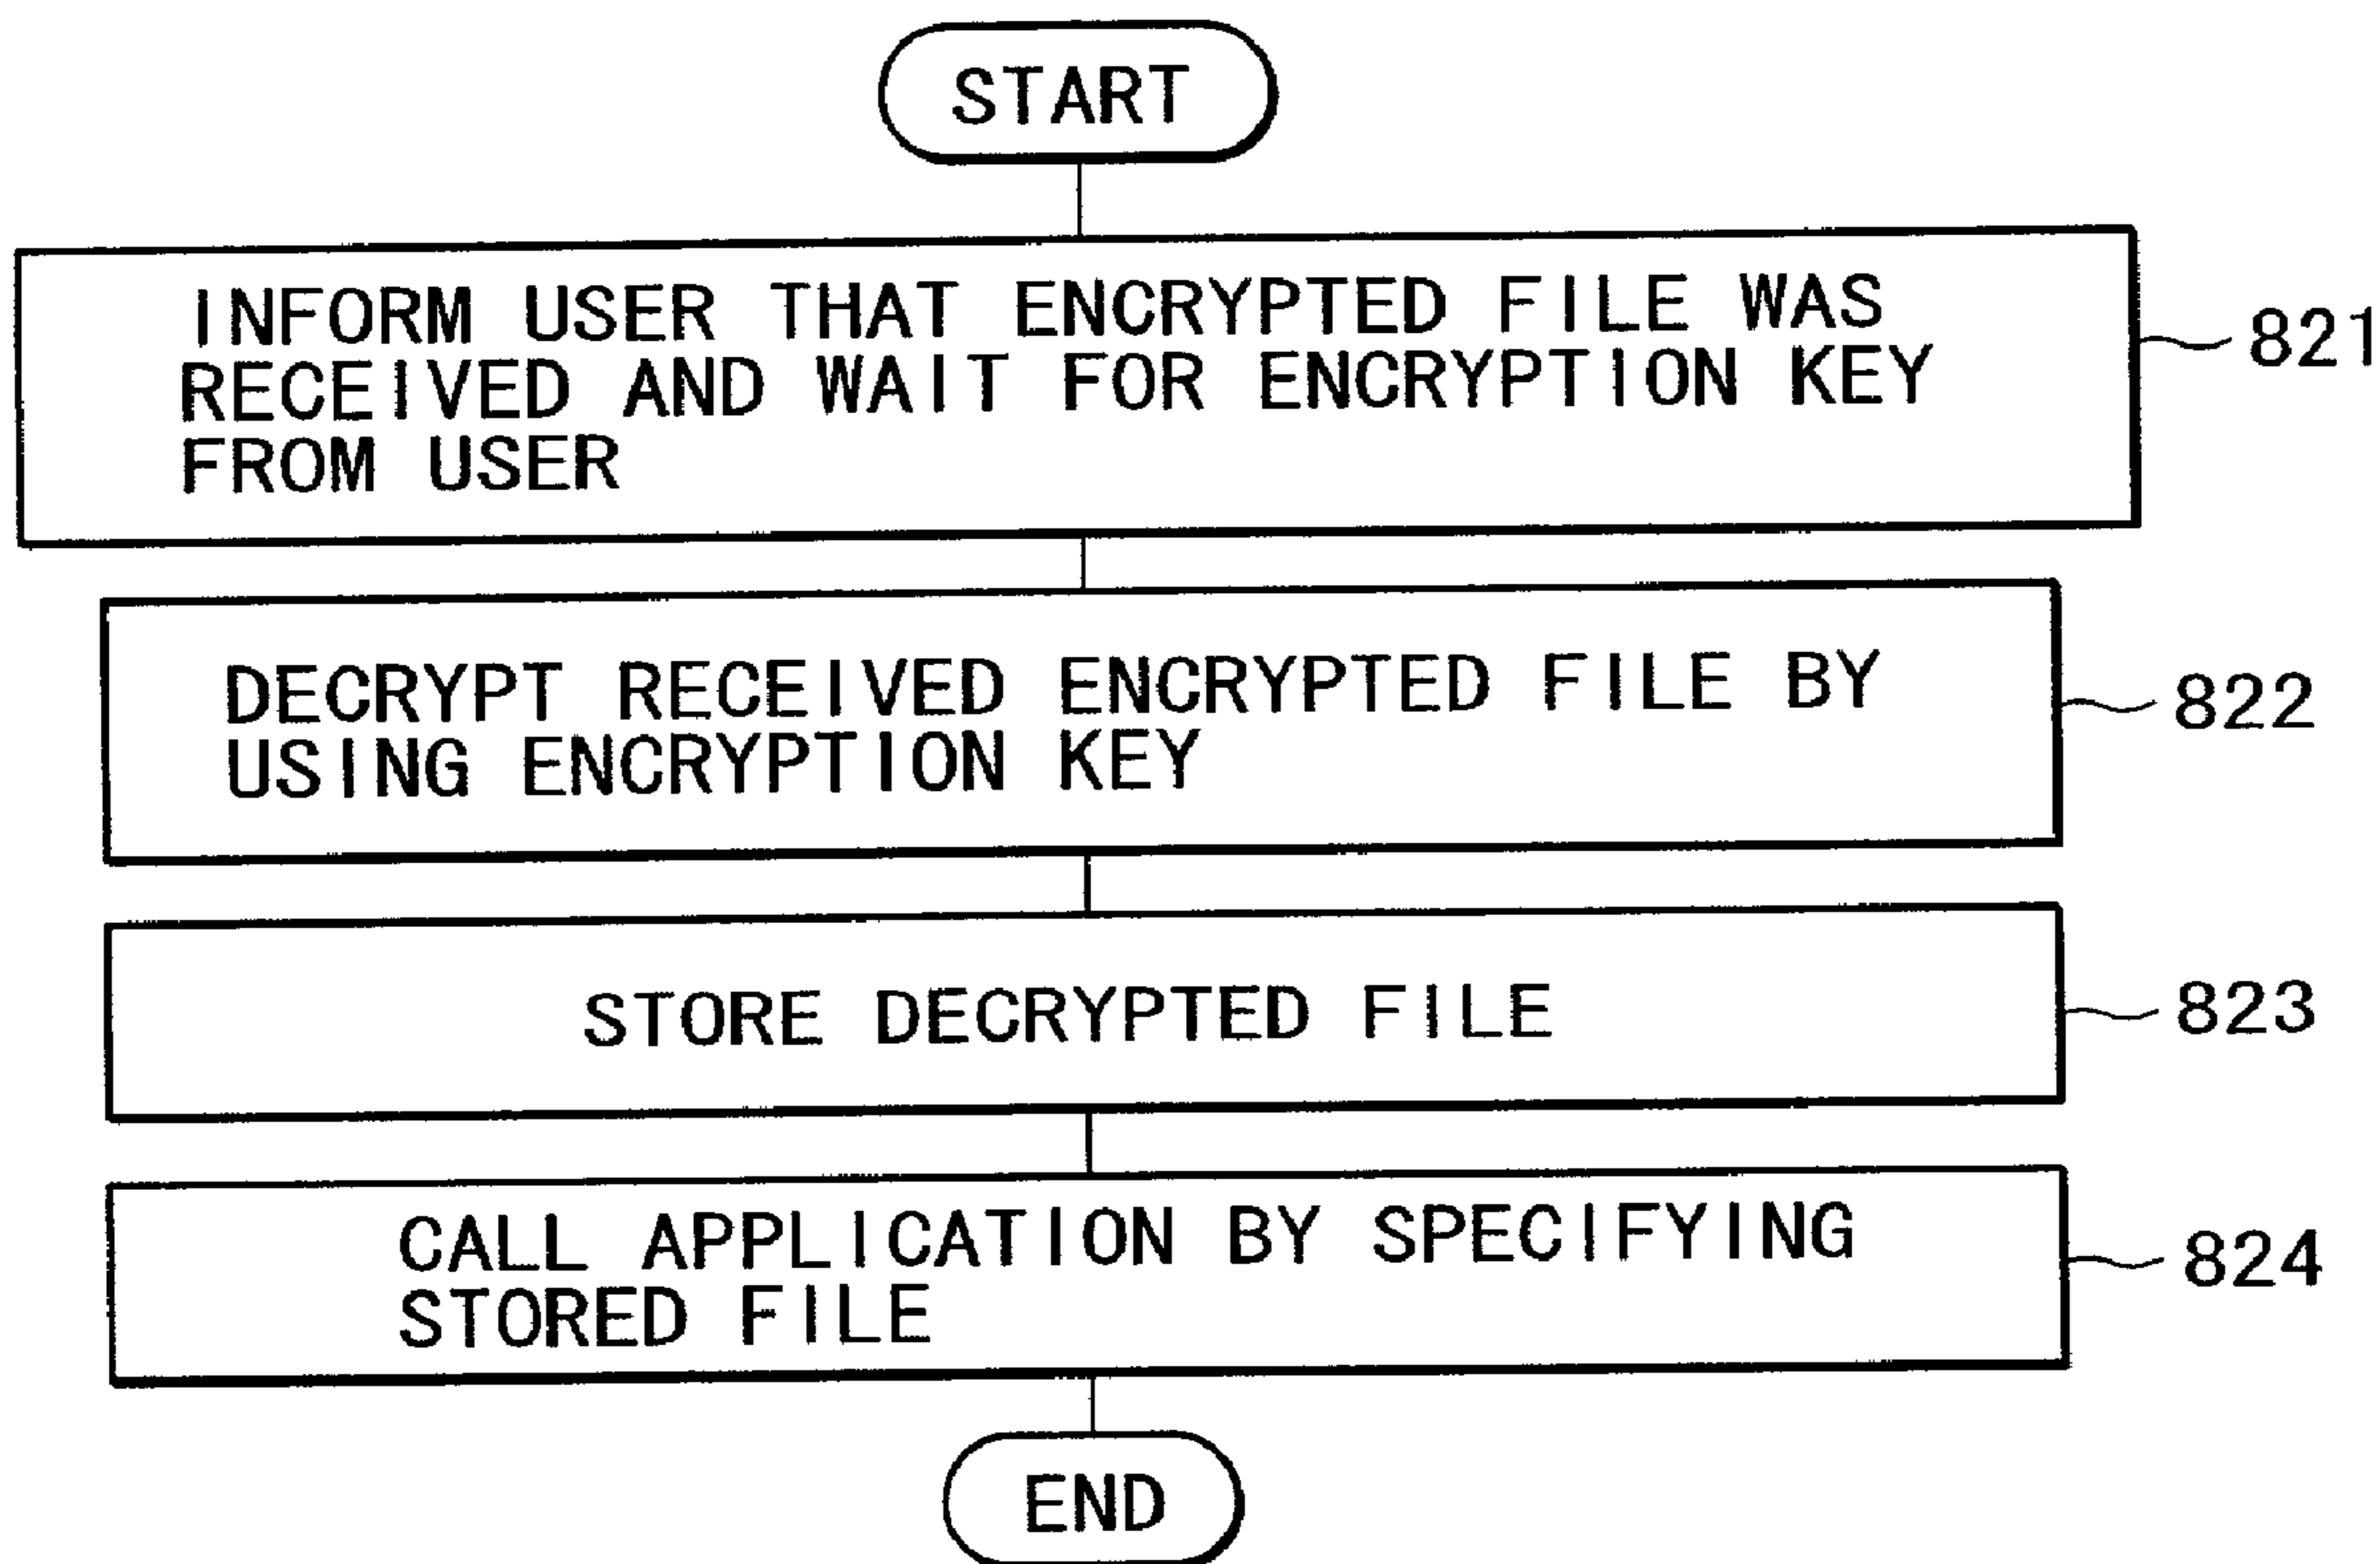 START
INFORM USER THAT ENCRYPTED FILE WAS
RECEIVED AND WAIT FOR ENCRYPTION KEY
FROM USER
821
DECRYPT RECEIVED ENCRYPTED FILE BY
USING ENCRYPTION KEY
822
STORE DECRYPTED FILE
823
CALL APPLICATION BY SPECIFYING
STORED FILE
824
END